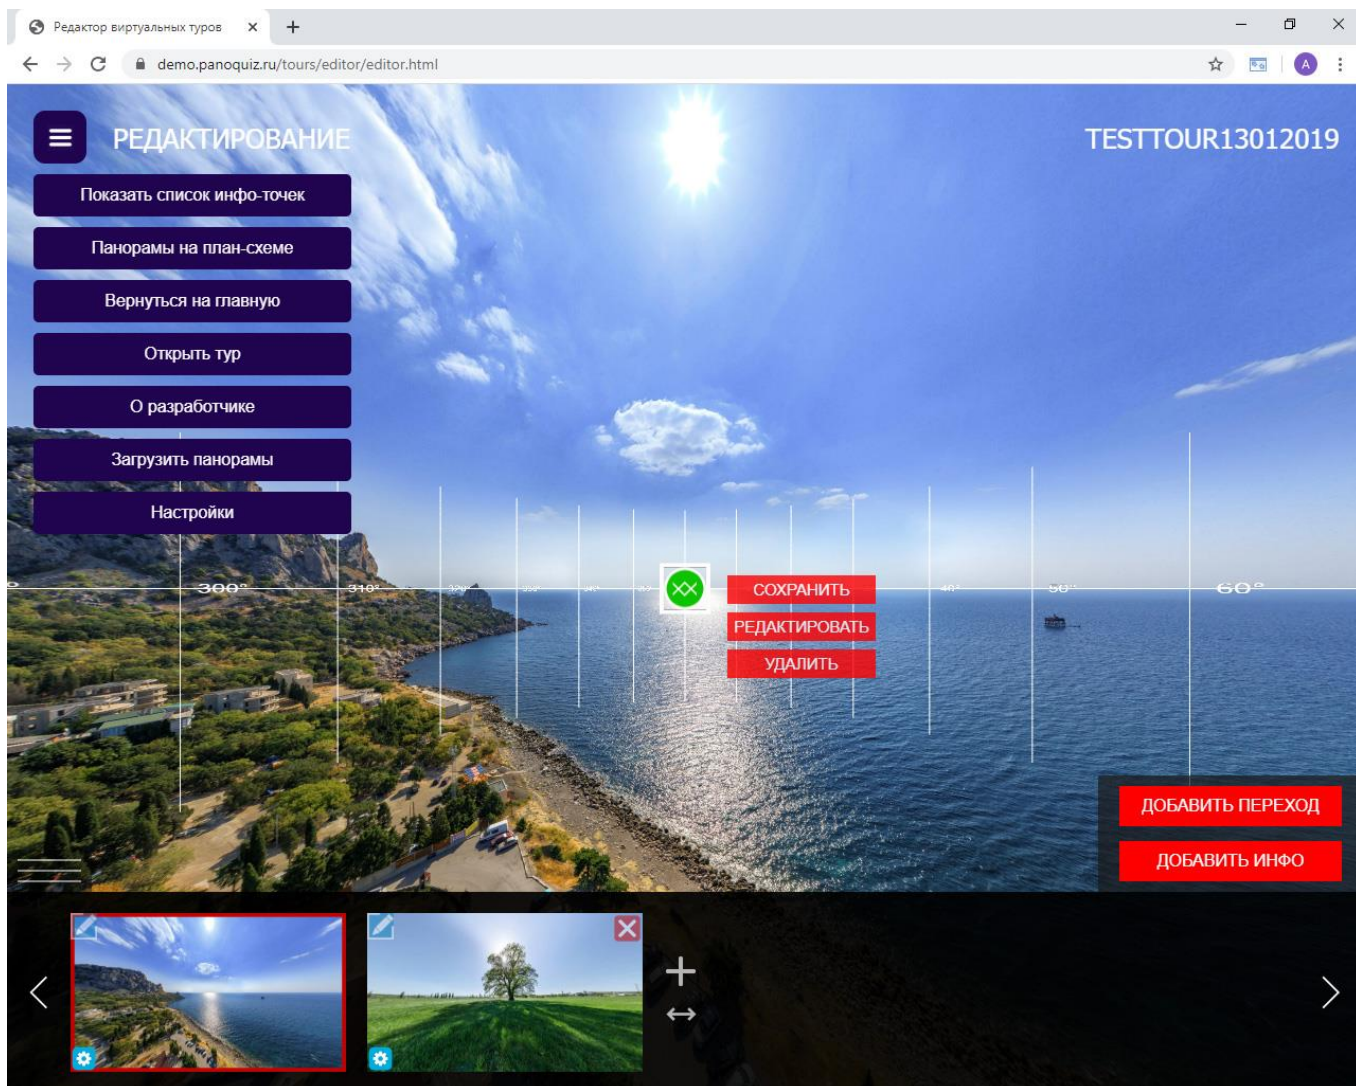 Редактор виртуальных туров
demo.panoquiz.ru/tours/editor/editor.html
A
РЕДАКТИРОВАНИЕ
TESTTOUR13012019
Показать список инфо-точек
Панорамы на план-схеме
Вернуться на главную
Открыть тур
О разработчике
Загрузить панорамы
Настройки
300° 310° 60°
СОХРАНИТЬ
РЕДАКТИРОВАТЬ
УДАЛИТЬ
ДОБАВИТЬ ПЕРЕХОД
ДОБАВИТЬ ИНФО